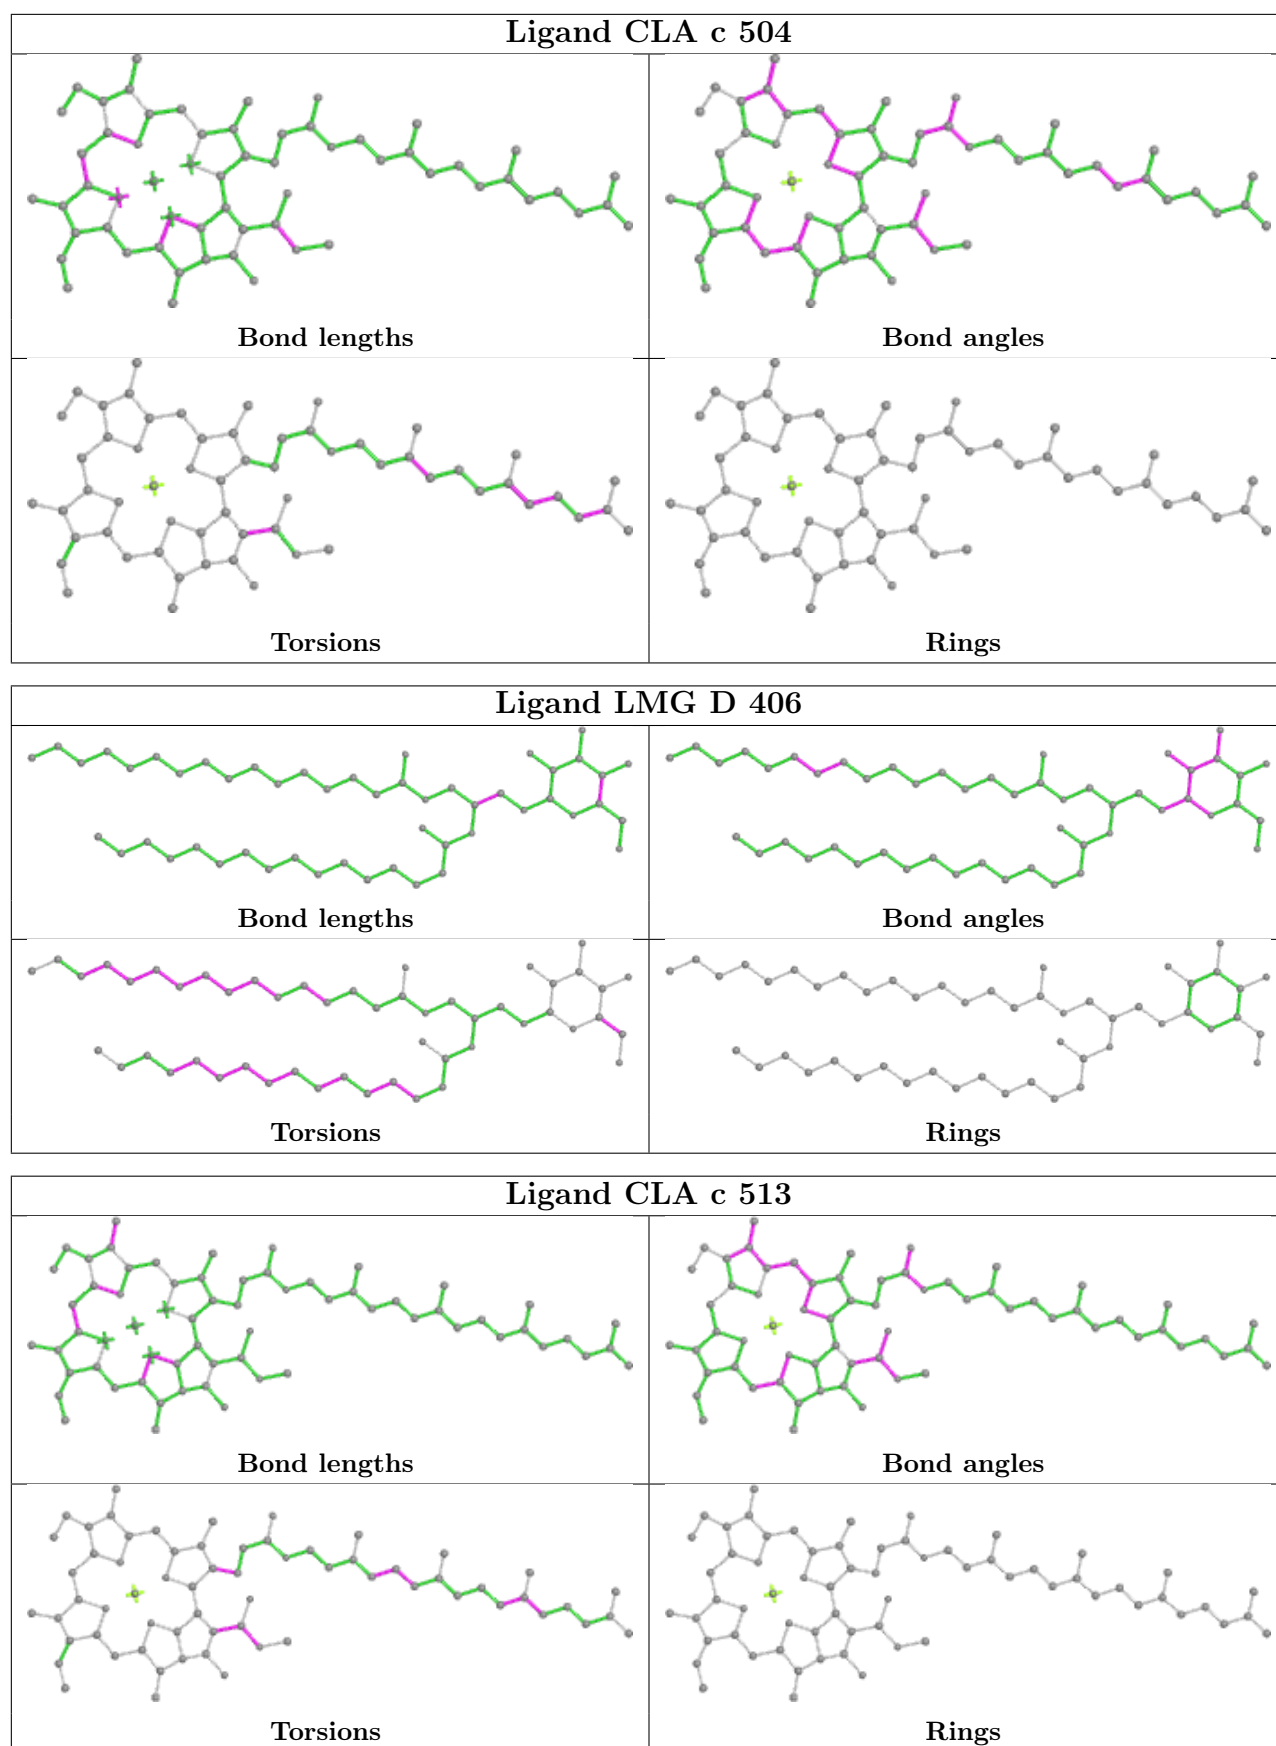 Ligand CLA c 504
Bond lengths
Bond angles
Torsions
Rings
Ligand LMG D 406
Bond lengths
Bond angles
Torsions
Rings
Ligand CLA c 513
Bond lengths
Bond angles
Torsions
Rings